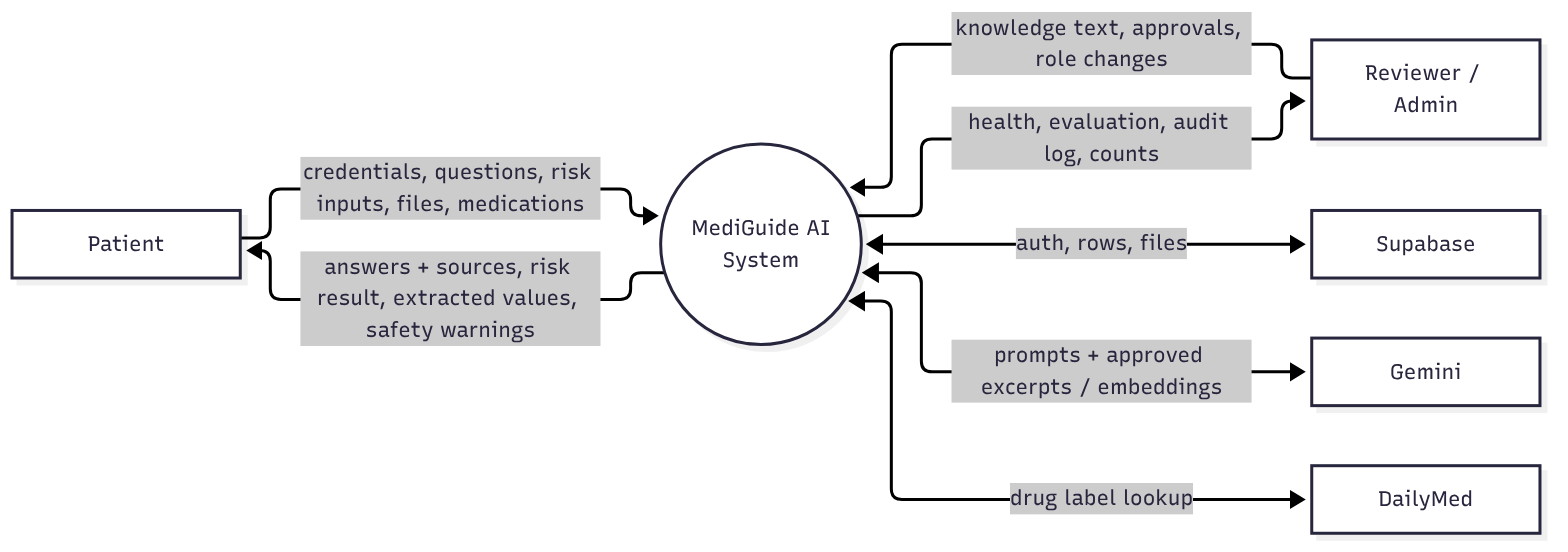 knowledge text, approvals,
role changes
Reviewer /
Admin
health, evaluation, audit
log, counts
credentials, questions, risk
inputs, files, medications
Patient
answers + sources, risk
result, extracted values,
safety warnings
MediGuide AI
System
auth, rows, files
Supabase
prompts + approved
excerpts / embeddings
Gemini
drug label lookup
DailyMed